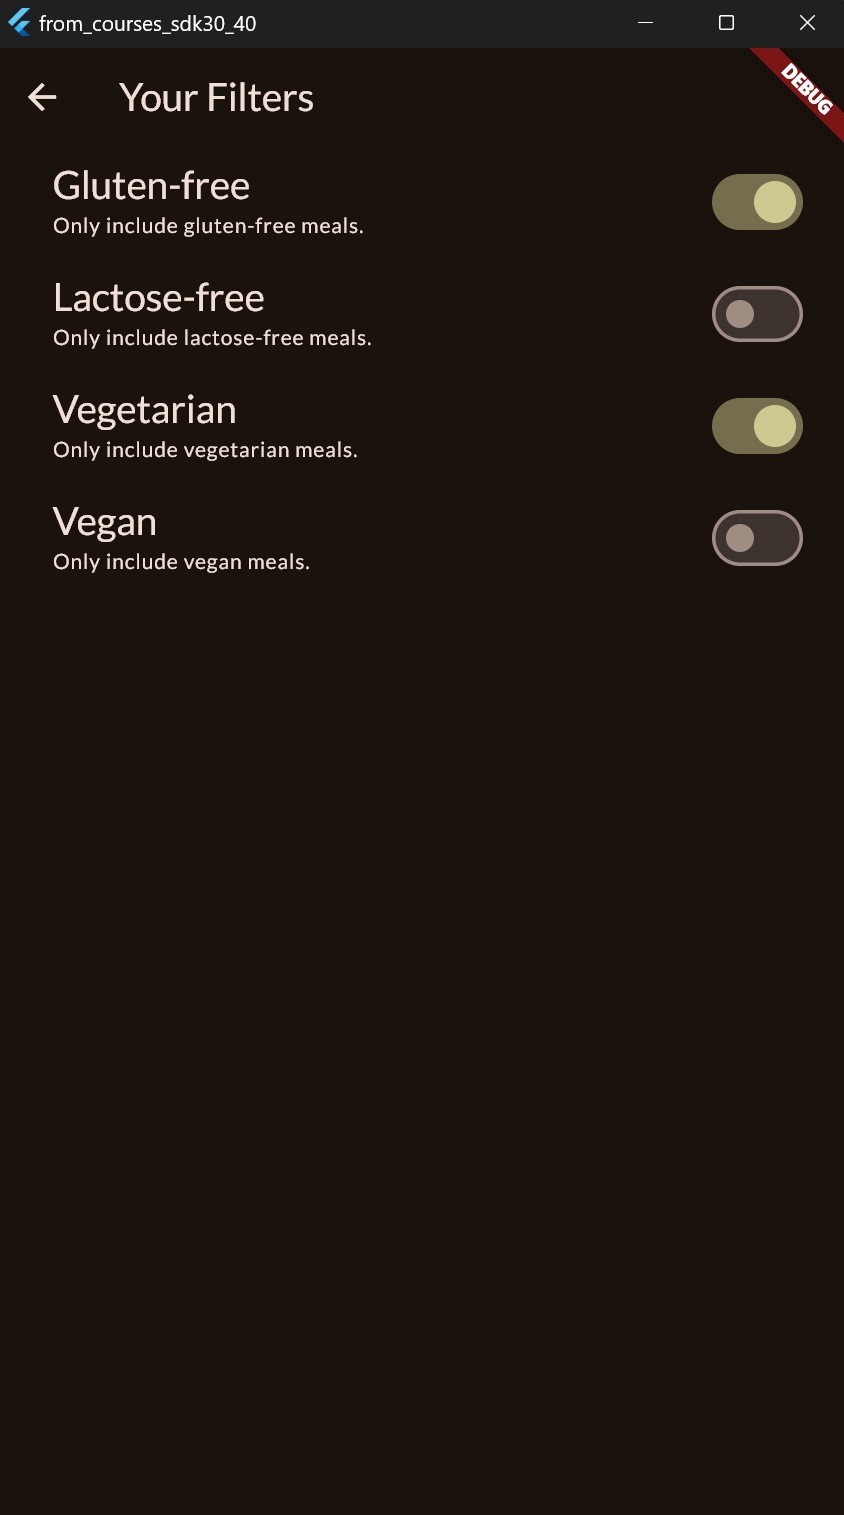 from_courses_sdk30_40
DEBUG
Your Filters
Gluten-free
Only include gluten-free meals.
Lactose-free
Only include lactose-free meals.
Vegetarian
Only include vegetarian meals.
Vegan
Only include vegan meals.